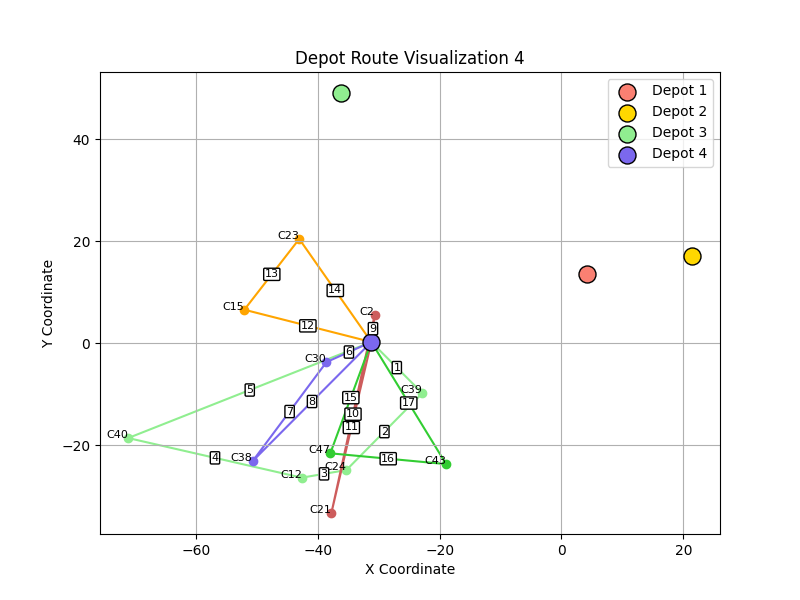 Depot Route Visualization 4
Depot 1
Depot 2
Depot 3
Depot 4
Y Coordinate
40
20
0
−20
C23
13
14
C15
C2
12
9
C30
6
1
5
C39
7
8
15
17
10
11
2
C40
C47
4
C38
16
C43
C24
C12
3
C21
−60
−40
−20
0
20
X Coordinate